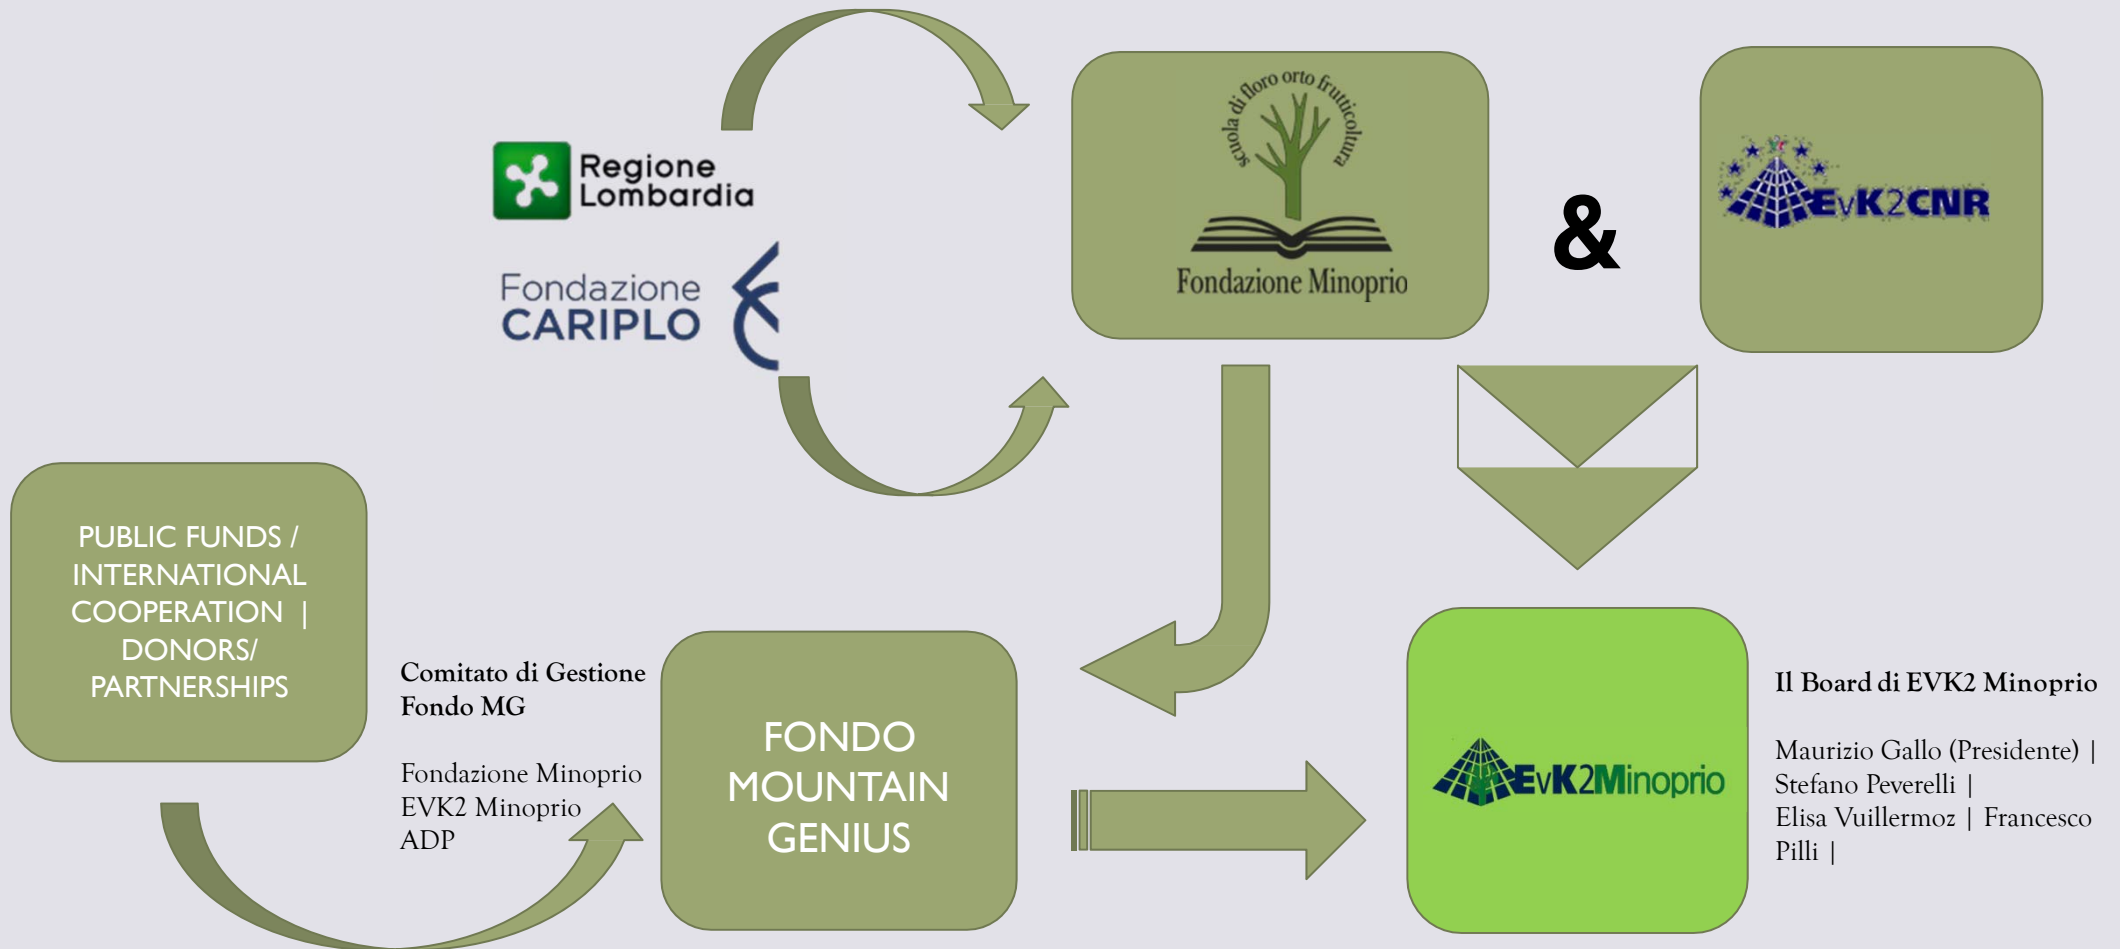 Regione
Lombardia
Fondazione
CARIPLO
scuola di floro orto frutticoltura
Fondazione Minoprio
&
EvK2CNR
PUBLIC FUNDS /
INTERNATIONAL
COOPERATION |
DONORS/
PARTNERSHIPS
Comitato di Gestione
Fondo MG
Fondazione Minoprio
EVK2 Minoprio
ADP
FONDO
MOUNTAIN
GENIUS
EvK2Minoprio
Il Board di EVK2 Minoprio
Maurizio Gallo (Presidente) |
Stefano Peverelli |
Elisa Vuillermoz | Francesco
Pilli |